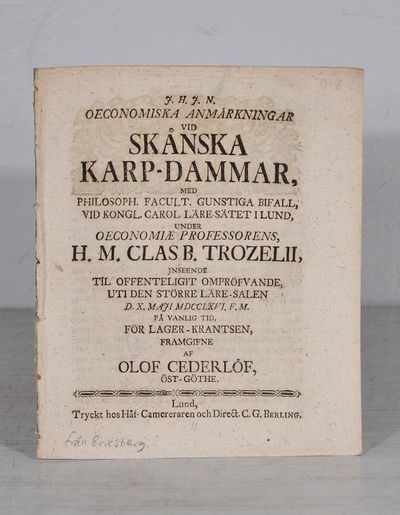 J. H. J. N.
OECONOMISKA ANMÄRKNINGAR
VID
SKÅNSKA
KARP-DAMMAR,
MED
PHILOSOPH. FACULT. GUNSTIGA BIFALL,
VID KONGL. CAROL LÄRE-SÄTET I LUND,
UNDER
OECONOMIÆ PROFESSORENS,
H. M. CLAS B. TROZELII,
JNSEENDE
TIL OFFENTELIGIT OMPRÖFVANDE,
UTI DEN STÖRRE LÄRE-SALEN
D. X. MAJI MDCCLXVI, F. M.
PÅ VANLIG TID,
FÖR LAGER-KRANTSEN,
FRAMGIFNE
AF
OLOF CEDERLÖF,
ÖST-GÖTHE.
Lund,
Tryckt hos Håf-Camereraren och Direct. C. G. BERLING.
från Ericsberg